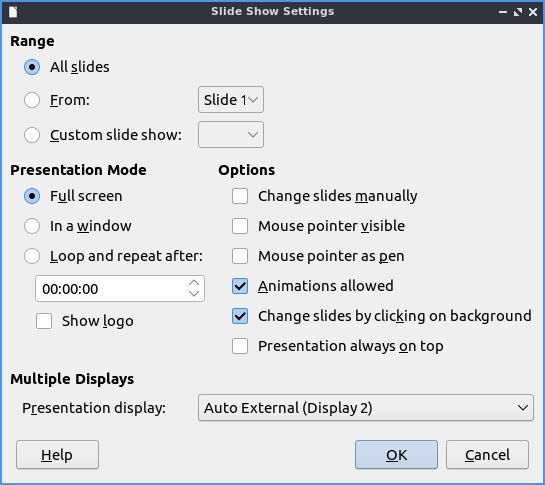 Slide Show Settings
Range
All slides
From:
Slide 1
Custom slide show:
Presentation Mode
Options
Full screen
Change slides manually
In a window
Mouse pointer visible
Loop and repeat after:
Mouse pointer as pen
00:00:00
Animations allowed
Show logo
Change slides by clicking on background
Presentation always on top
Multiple Displays
Presentation display:
Auto External (Display 2)
Help
OK
Cancel